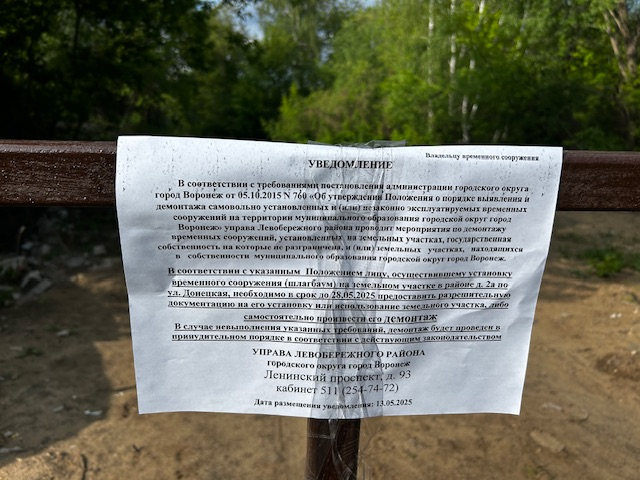 Владельцу временного сооружения
УВЕДОМЛЕНИЕ
В соответствии с требованиями постановления администрации городского округа
город Воронеж от 05.10.2015 N 760 «Об утверждении Положения о порядке выявления и
демонтажа самовольно установленных и (или) незаконно эксплуатируемых временных
сооружений на территории муниципального образования городской округ город
Воронеж» управа Левобережного района проводит мероприятия по демонтажу
временных сооружений, установленных на земельных участках, государственная
собственность на которые не разграничена, и (или) земельных участках, находящихся
в собственности муниципального образования городской округ город Воронеж.
В соответствии с указанным Положением лицу, осуществившему установку
временного сооружения (шлагбаум) на земельном участке в районе д. 2а по
ул. Донецкая, необходимо в срок до 28.05.2025 предоставить разрешительную
документацию на его установку или использование земельного участка, либо
самостоятельно произвести его демонтаж
В случае невыполнения указанных требований, демонтаж будет проведен в
принудительном порядке в соответствии с действующим законодательством
УПРАВА ЛЕВОБЕРЕЖНОГО РАЙОНА
городского округа город Воронеж
Ленинский проспект, д. 93
кабинет 511 (254-74-72)
Дата размещения уведомления: 13.05.2025